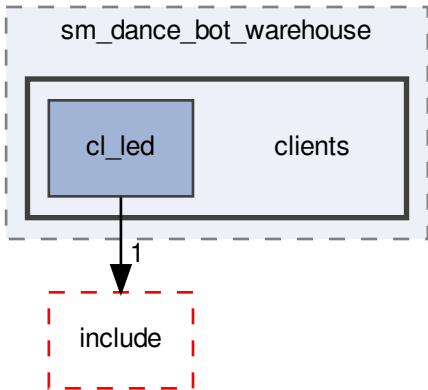 sm_dance_bot_warehouse
cl_led
clients
1
include